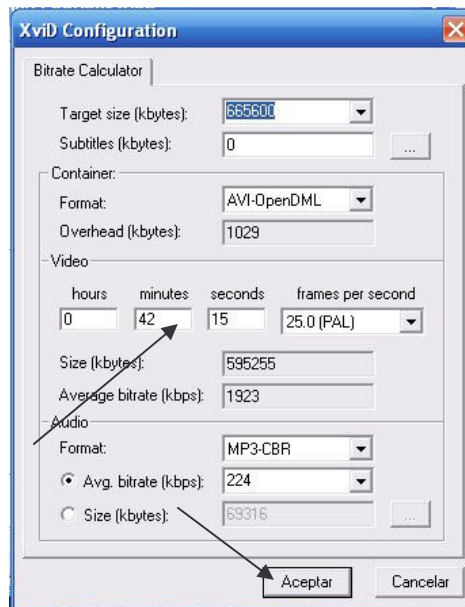 XviD Configuration
Bitrate Calculator
Target size (kbytes): 665600
Subtitles (kbytes): 0 ...
Container:
Format: AVI-OpenDML
Overhead (kbytes): 1029
Video
hours minutes seconds frames per second
0 42 15 25.0 (PAL)
Size (kbytes): 595255
Average bitrate (kbps): 1923
Audio
Format: MP3-CBR
Avg. bitrate (kbps): 224
Size (kbytes): 69316 ...
Aceptar Cancelar